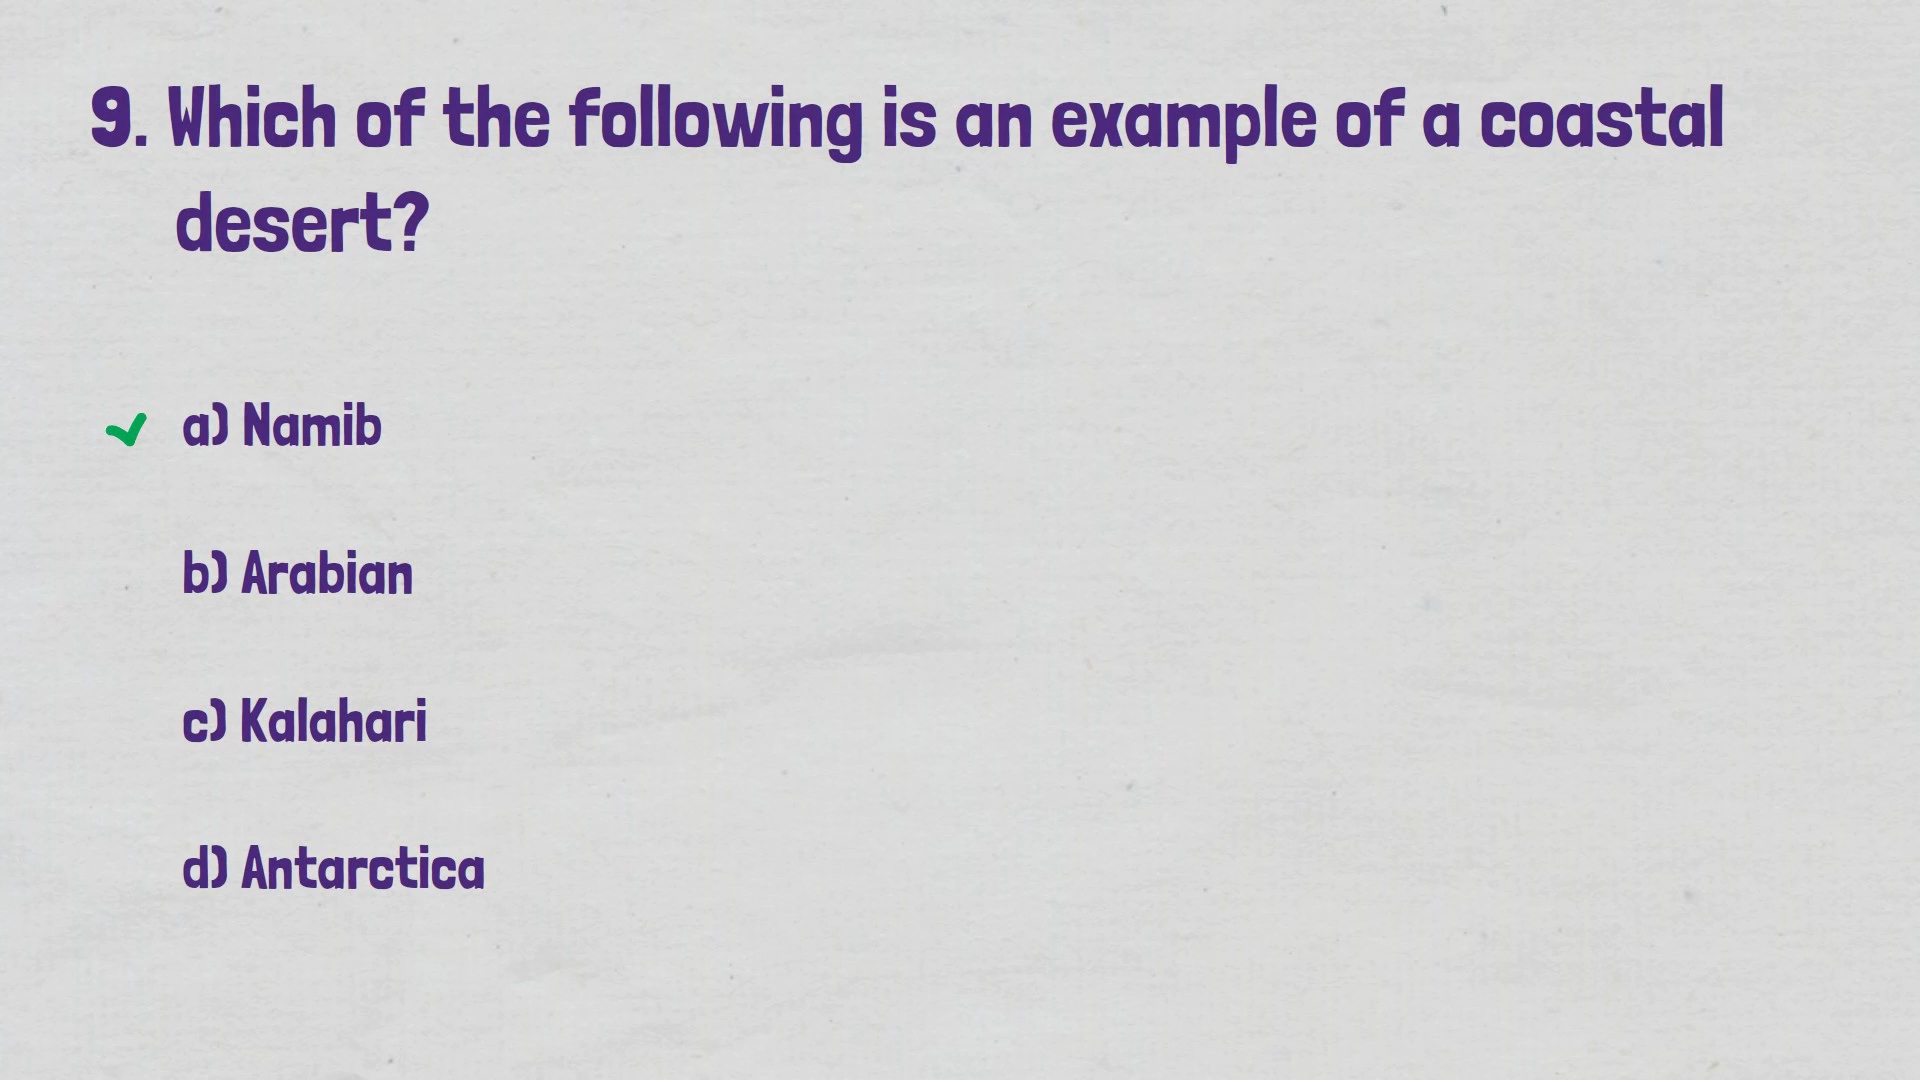 9. Which of the following is an example of a coastal
desert?
a) Namib
b) Arabian
c) Kalahari
d) Antarctica